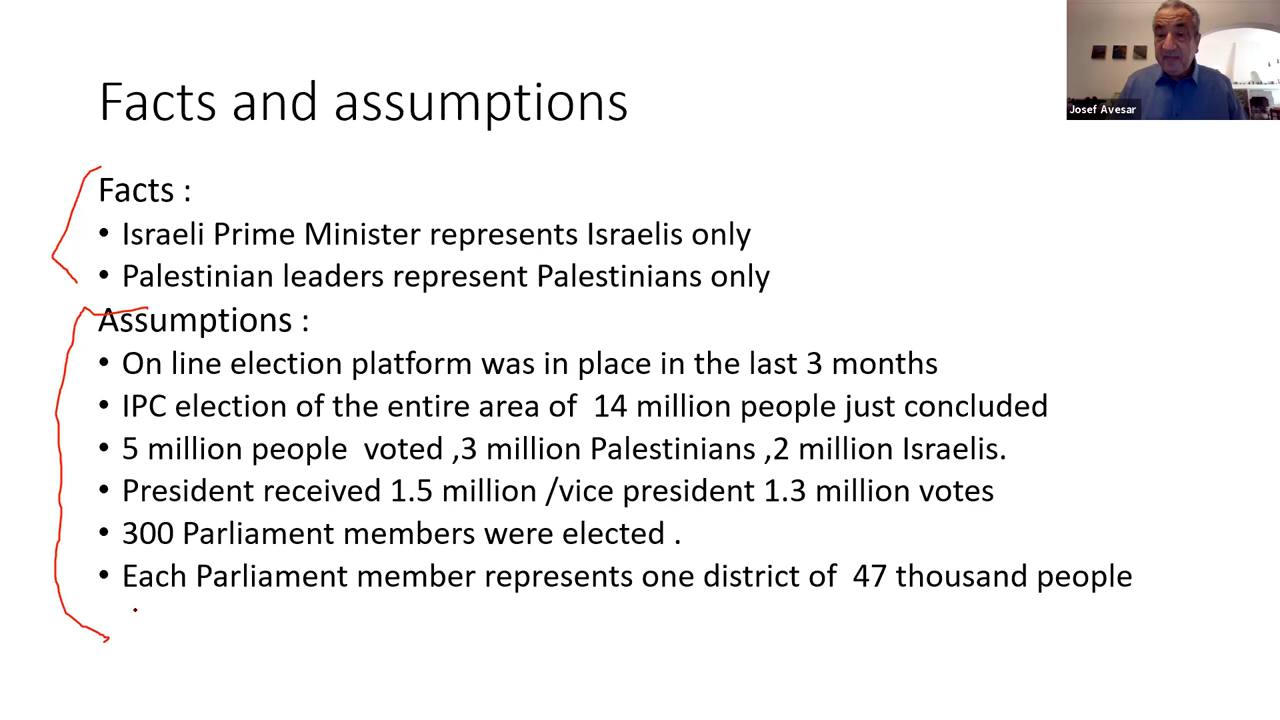 Facts and assumptions
Josef Avesar
Facts :
• Israeli Prime Minister represents Israelis only
• Palestinian leaders represent Palestinians only
Assumptions :
• On line election platform was in place in the last 3 months
• IPC election of the entire area of  14 million people just concluded
• 5 million people  voted ,3 million Palestinians ,2 million Israelis.
• President received 1.5 million /vice president 1.3 million votes
• 300 Parliament members were elected .
• Each Parliament member represents one district of  47 thousand people